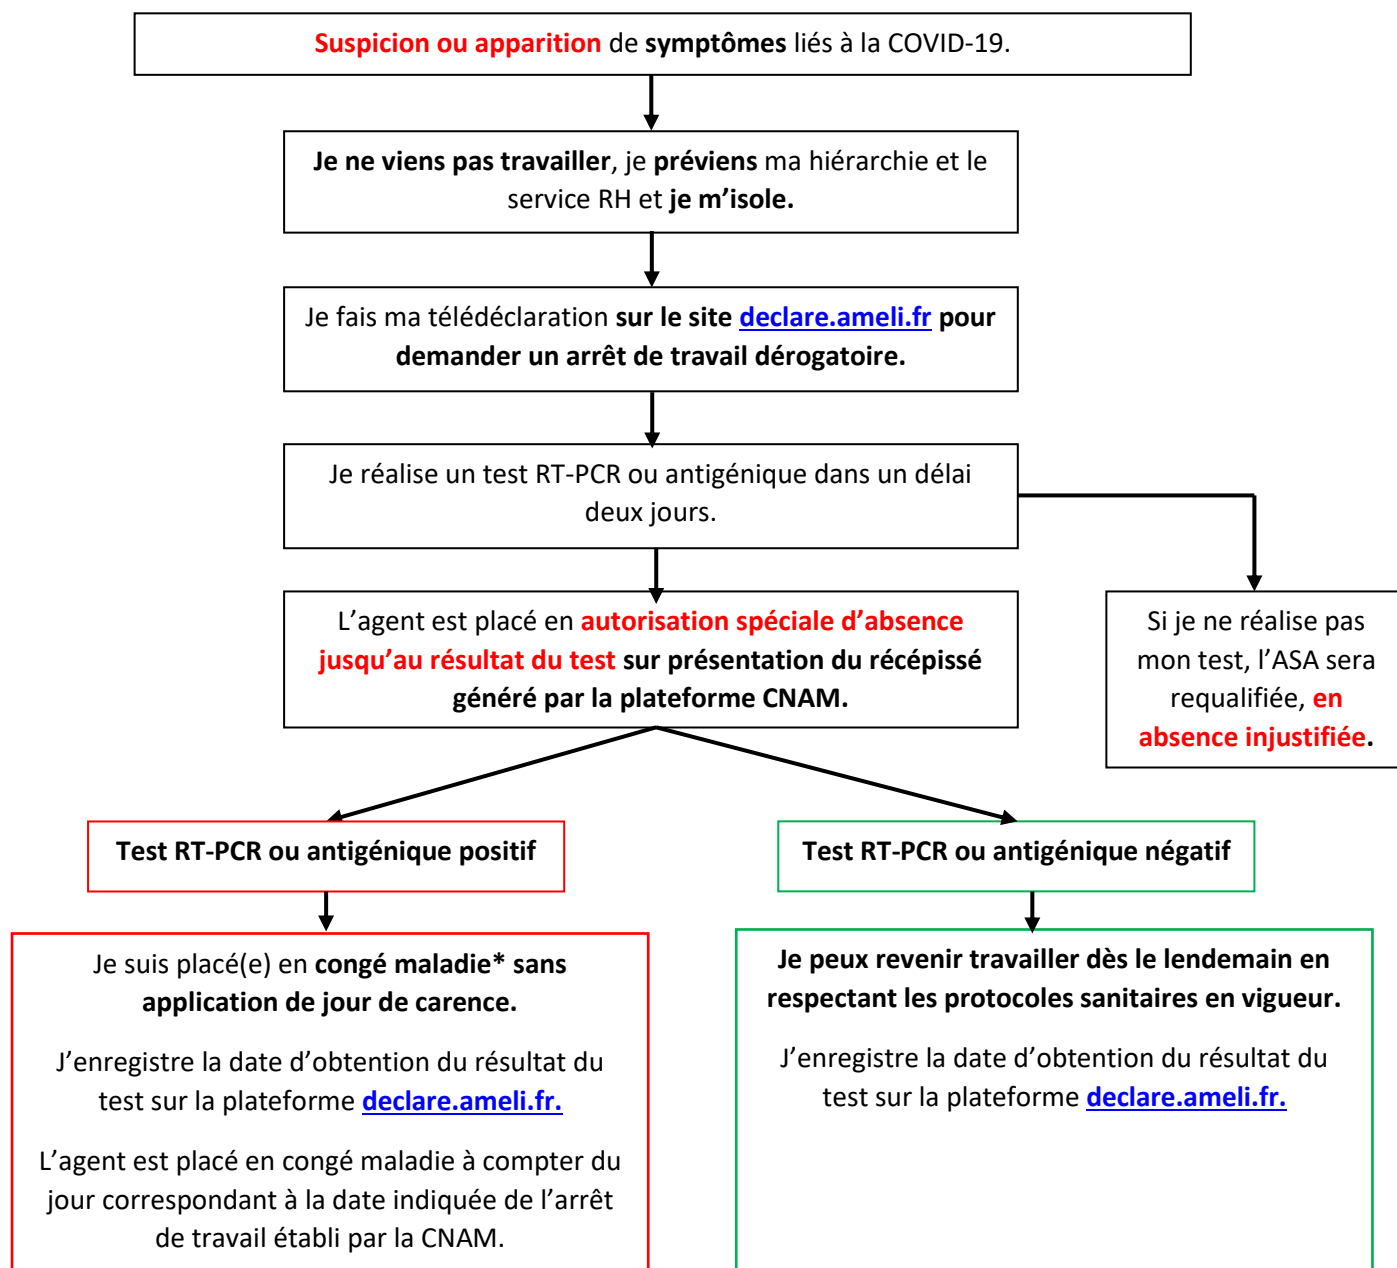 Suspicion ou apparition de symptômes liés à la COVID-19.
Je ne viens pas travailler, je préviens ma hiérarchie et le
service RH et je m’isole.
Je fais ma télédéclaration sur le site declare.ameli.fr pour
demander un arrêt de travail dérogatoire.
Je réalise un test RT-PCR ou antigénique dans un délai
deux jours.
L’agent est placé en autorisation spéciale d’absence
jusqu’au résultat du test sur présentation du récépissé
généré par la plateforme CNAM.
Si je ne réalise pas
mon test, l’ASA sera
requalifiée, en
absence injustifiée.
Test RT-PCR ou antigénique positif
Je suis placé(e) en congé maladie* sans
application de jour de carence.
J’enregistre la date d’obtention du résultat du
test sur la plateforme declare.ameli.fr.
L’agent est placé en congé maladie à compter du
jour correspondant à la date indiquée de l’arrêt
de travail établi par la CNAM.
Test RT-PCR ou antigénique négatif
Je peux revenir travailler dès le lendemain en
respectant les protocoles sanitaires en vigueur.
J’enregistre la date d’obtention du résultat du
test sur la plateforme declare.ameli.fr.